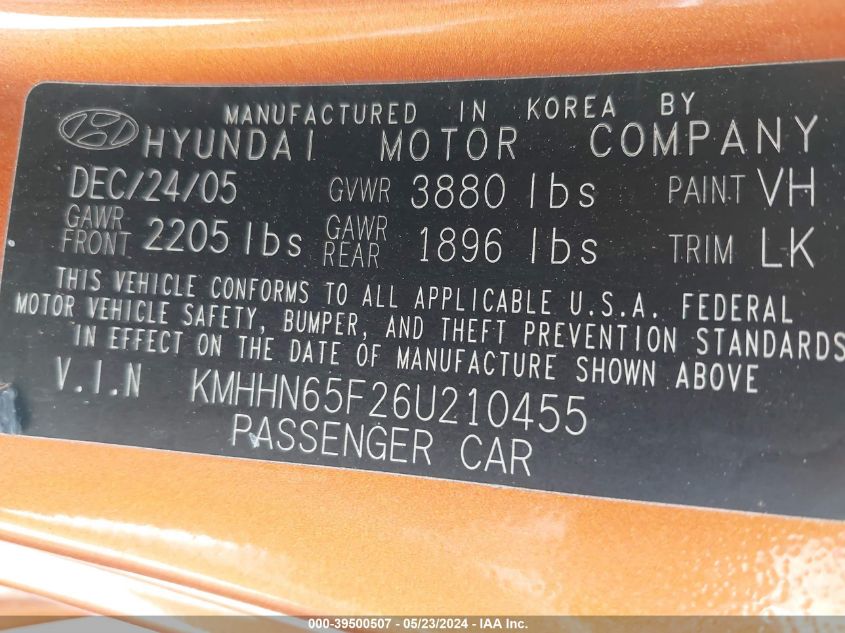 MANUFACTURED IN KOREA BY
HYUNDAI MOTOR COMPANY
DEC/24/05 GVWR 3880 lbs PAINT VH
GAWR FRONT 2205 lbs GAWR REAR 1896 lbs TRIM LK
THIS VEHICLE CONFORMS TO ALL APPLICABLE U.S.A. FEDERAL
MOTOR VEHICLE SAFETY, BUMPER, AND THEFT PREVENTION STANDARDS
IN EFFECT ON THE DATE OF MANUFACTURE SHOWN ABOVE
V.I.N KMHHN65F26U210455
PASSENGER CAR
000-39500507 - 05/23/2024 - IAA Inc.